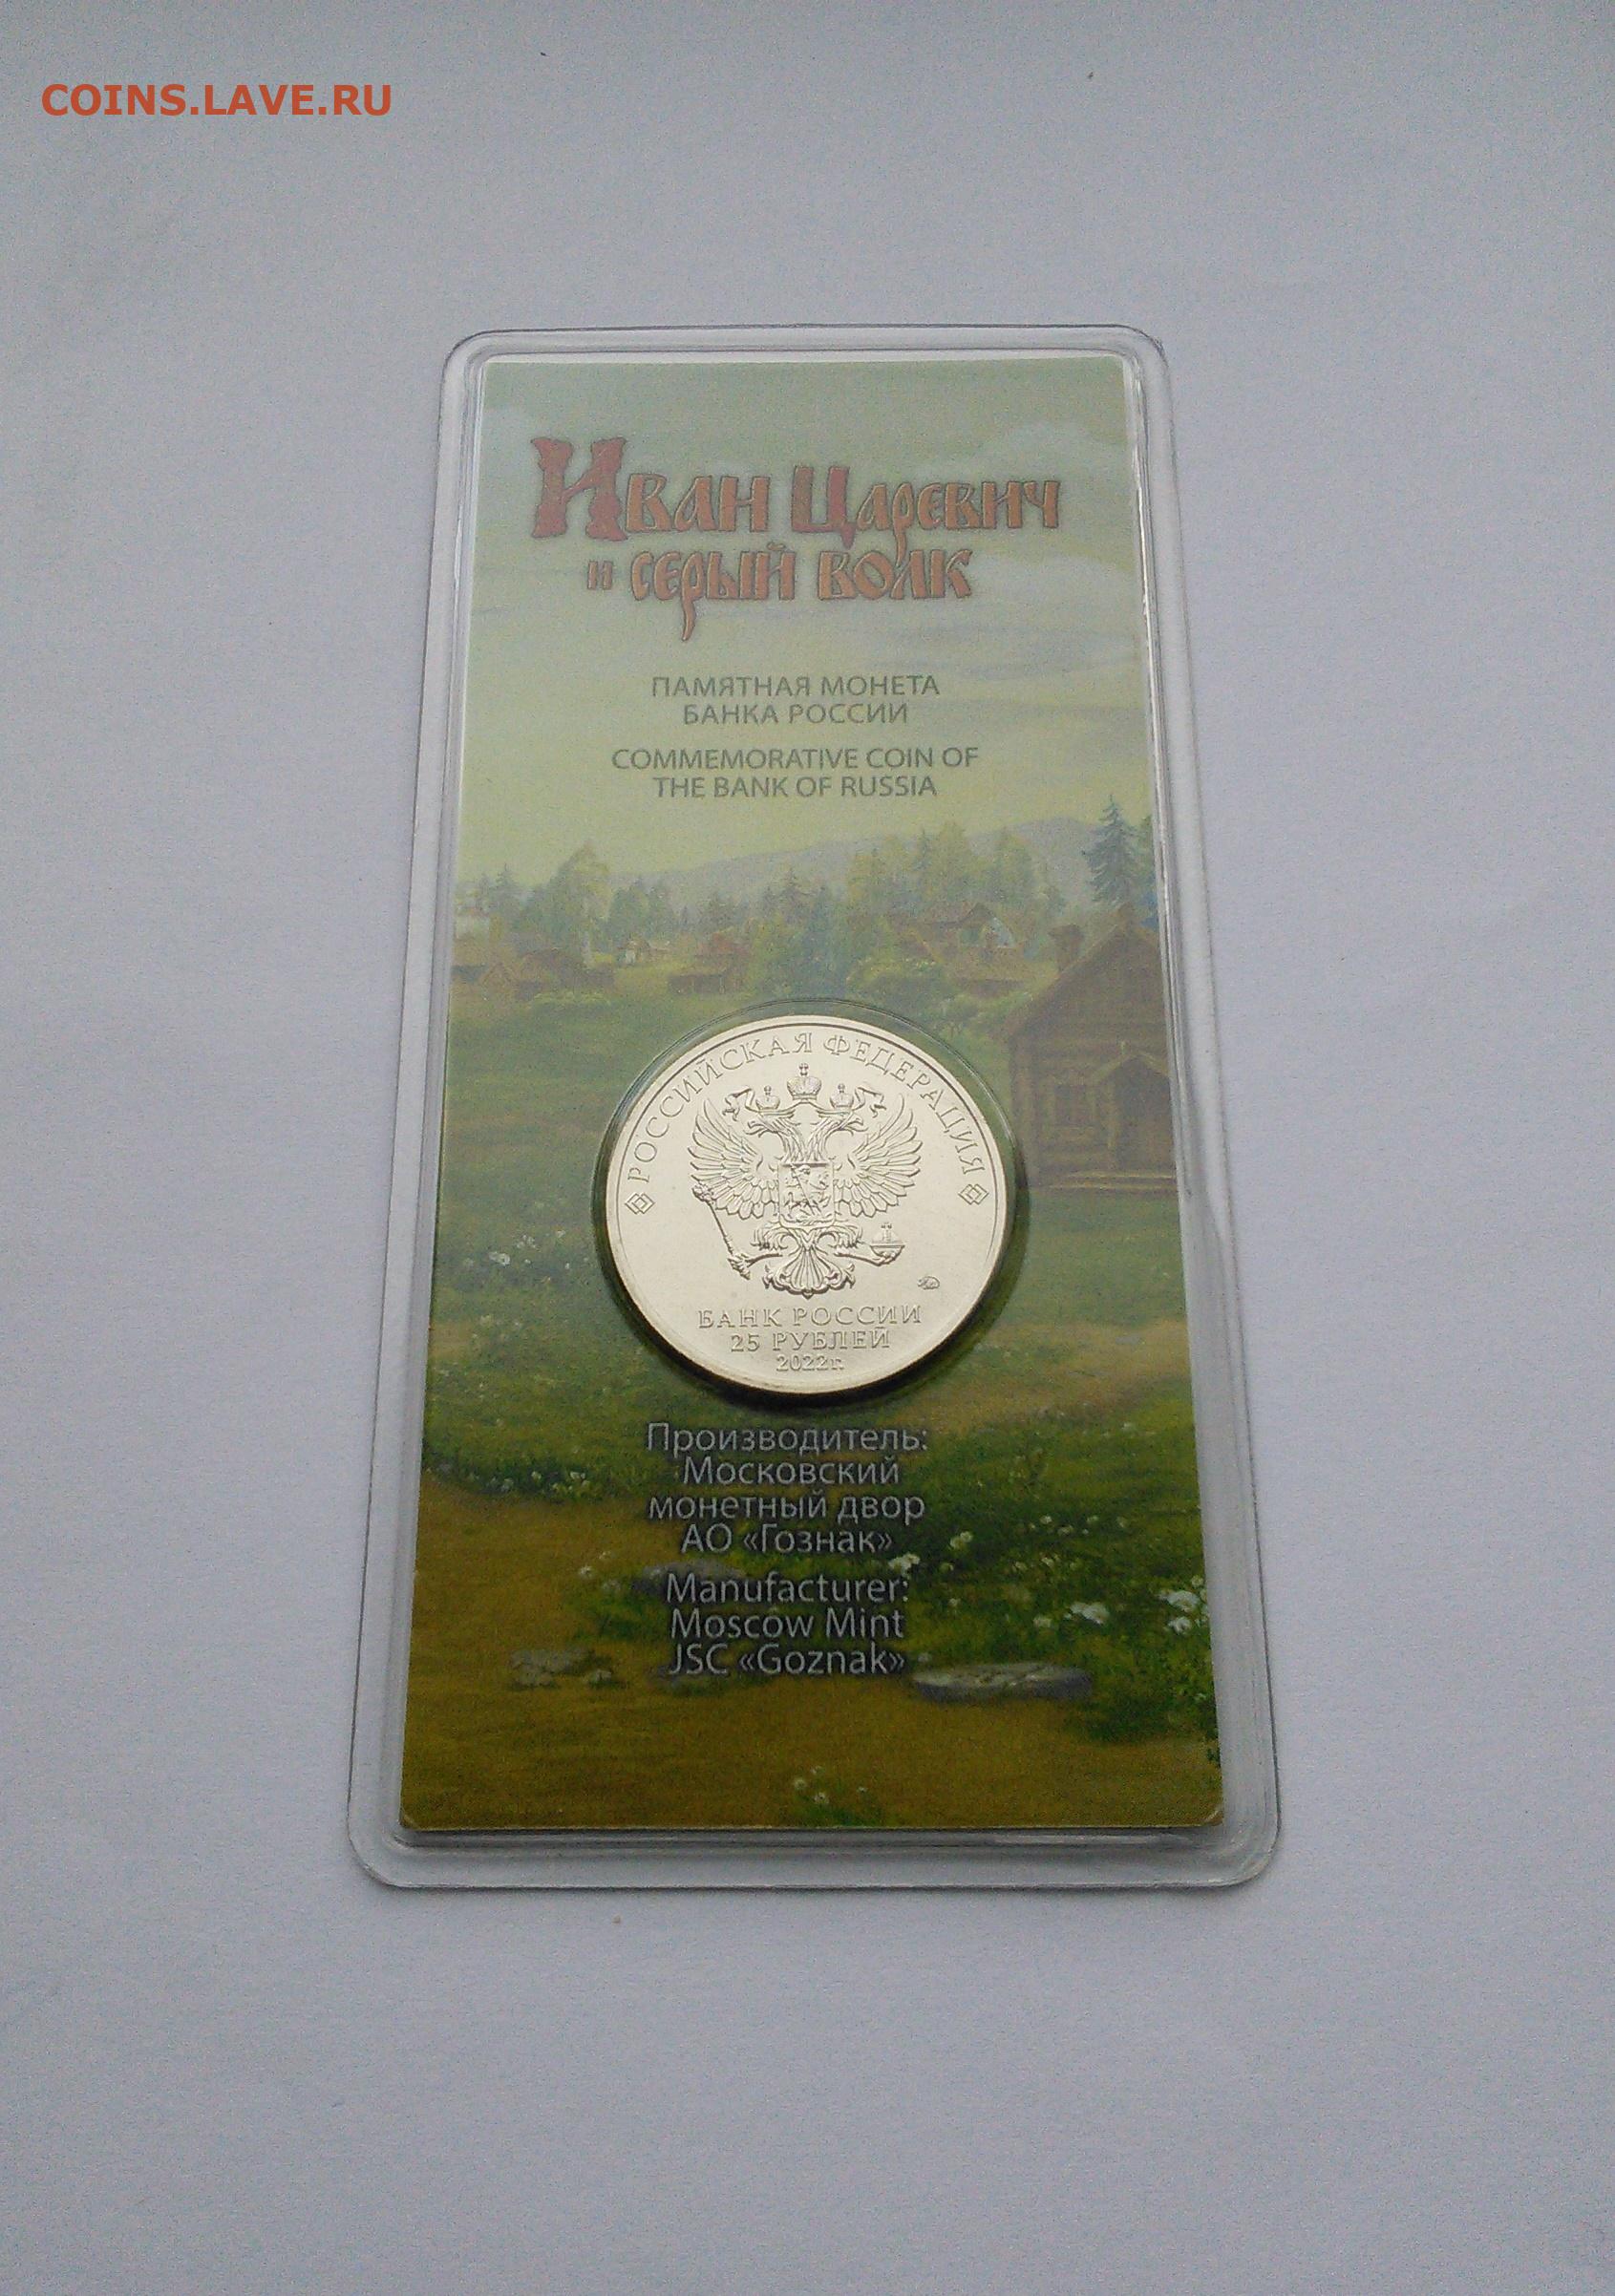 COINS.LAVE.RU
Иван Царевич
и серый волк
ПАМЯТНАЯ МОНЕТА
БАНКА РОССИИ
COMMEMORATIVE COIN OF
THE BANK OF RUSSIA
РОССИЙСКАЯ ФЕДЕРАЦИЯ
БАНК РОССИИ
25 РУБЛЕЙ
2022 г.
Производитель:
Московский
монетный двор
АО «Гознак»
Manufacturer:
Moscow Mint
JSC «Goznak»